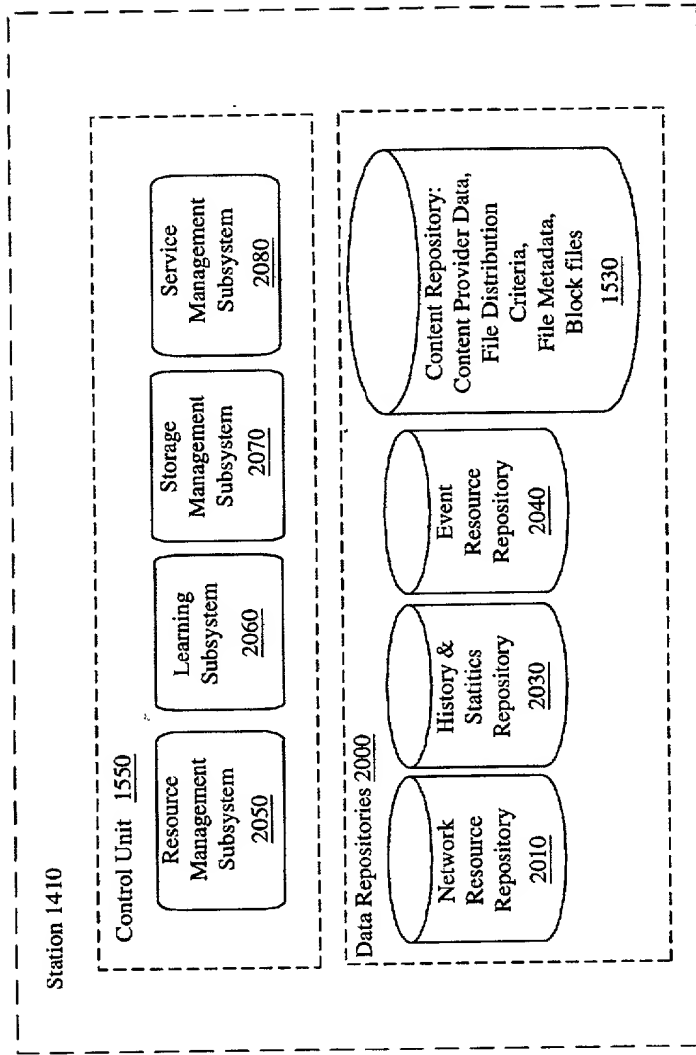 Station 1410
Control Unit 1550
Resource
Management
Subsystem
2050
Learning
Subsystem
2060
Storage
Management
Subsystem
2070
Service
Management
Subsystem
2080
Data Repositories 2000
Network
Resource
Repository
2010
History &
Statitics
Repository
2030
Event
Resource
Repository
2040
Content Repository:
Content Provider Data,
File Distribution
Criteria,
File Metadata,
Block files
1530